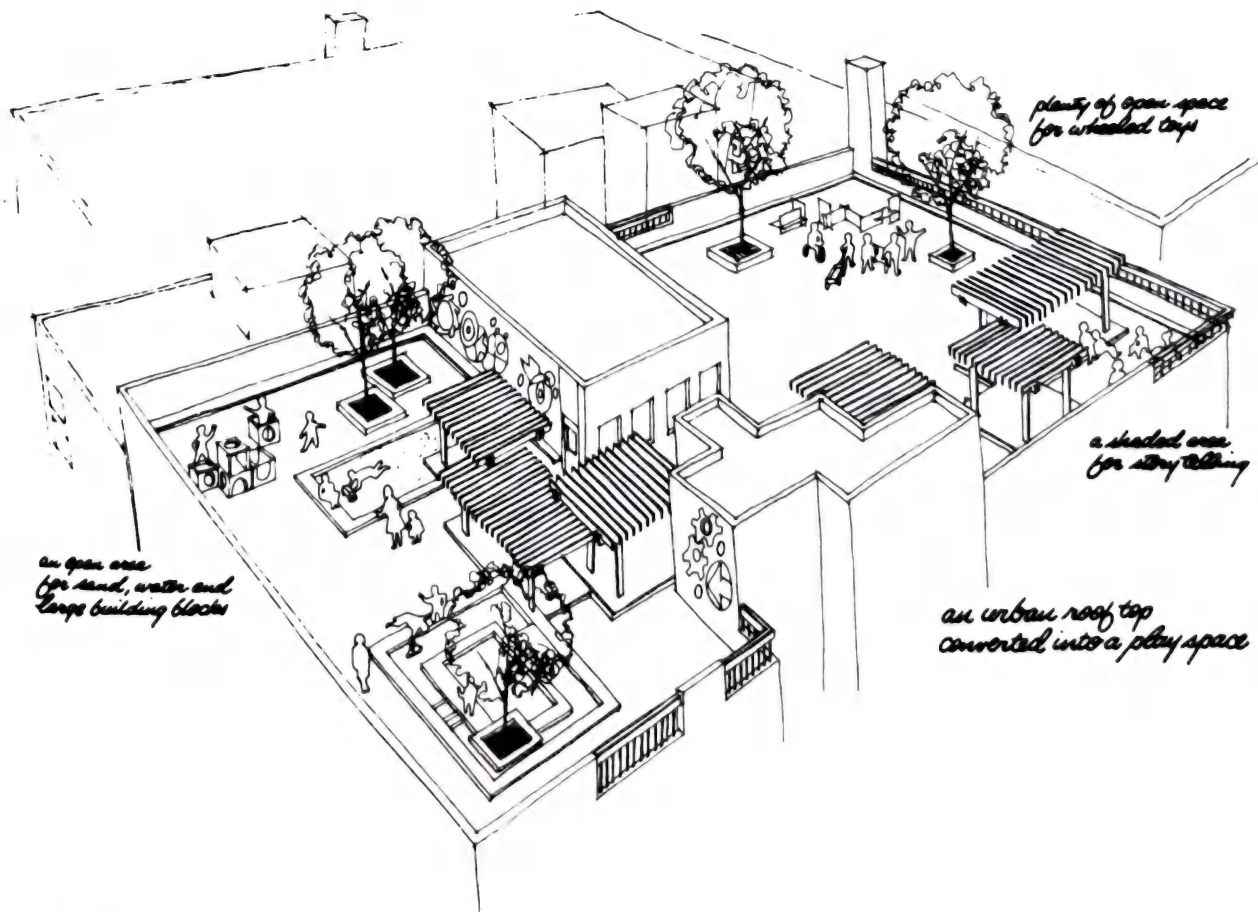 plenty of open space
for wheeled toys
a shaded area
for story telling
an open area
for sand, water and
large building blocks
an urban roof top
converted into a play space